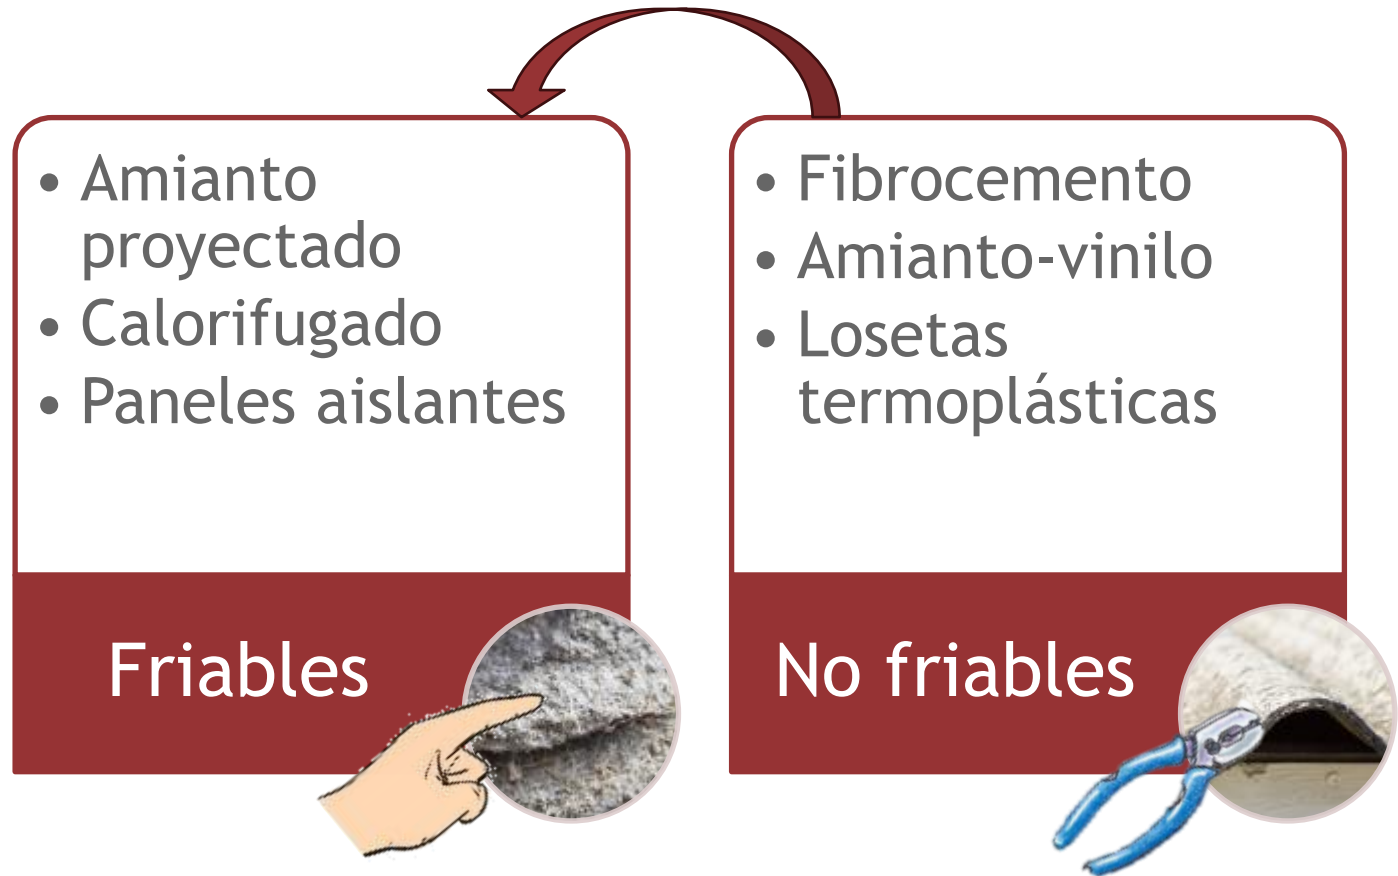 • Amianto
proyectado
• Calorifugado
• Paneles aislantes
Friables
• Fibrocemento
• Amianto-vinilo
• Losetas
termoplásticas
No friables